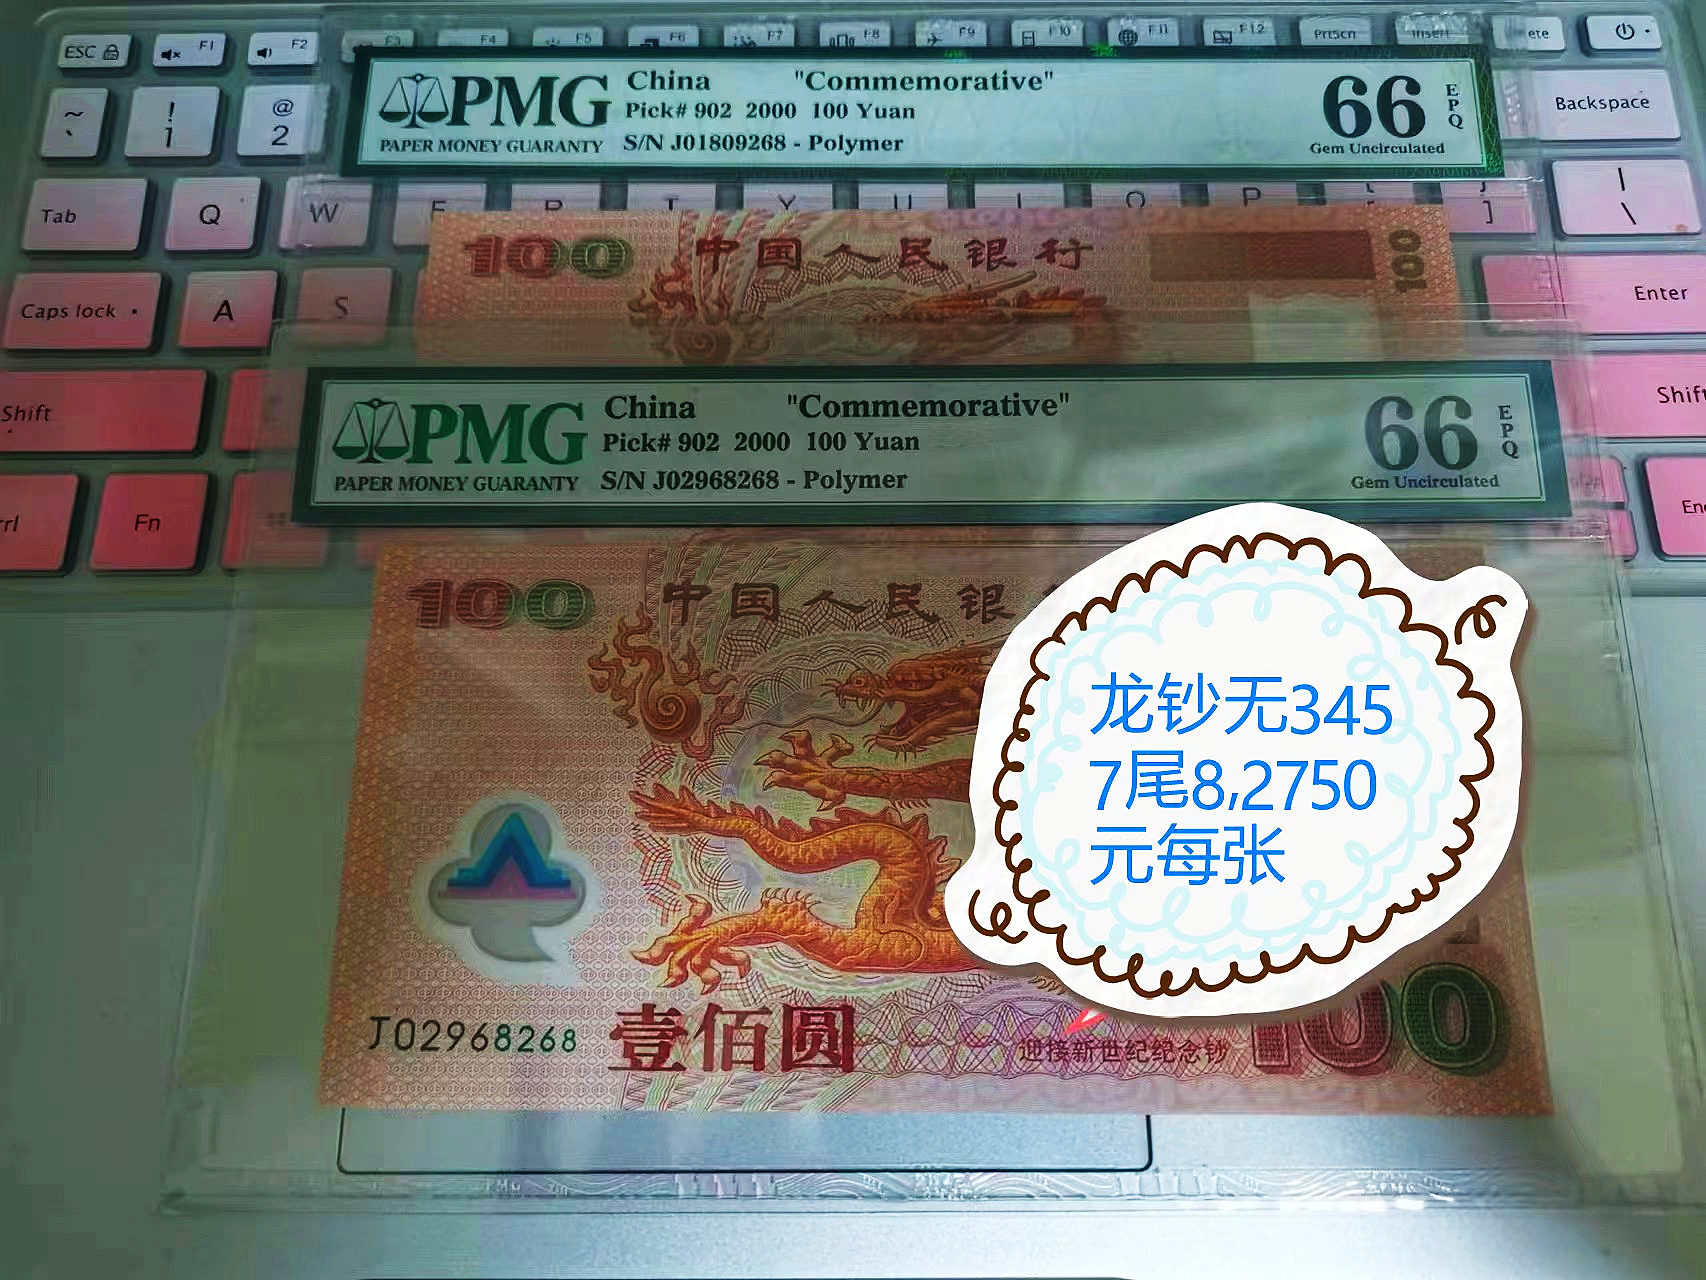 ESC F1 F2 F3 F4 F5 F6 F7 F8 F9 F10 F11 F12 PrtScn Insert ete
PMG China "Commemorative" 66 EPQ
Pick# 902 2000 100 Yuan
PAPER MONEY GUARANTY S/N J01809268 - Polymer Gem Uncirculated
~ ` ! 1 @ 2 Backspace
Tab Q W E R T Y U I O P ] | \
100 中国人民银行 100
Caps lock A S Enter
PMG China "Commemorative" 66 EPQ
Pick# 902 2000 100 Yuan
PAPER MONEY GUARANTY S/N J02968268 - Polymer Gem Uncirculated
Shift Shift
Fn
100 中国人民银
龙钞无345
7尾8,2750
元每张
J02968268 壹佰圆 迎接新世纪纪念钞 100